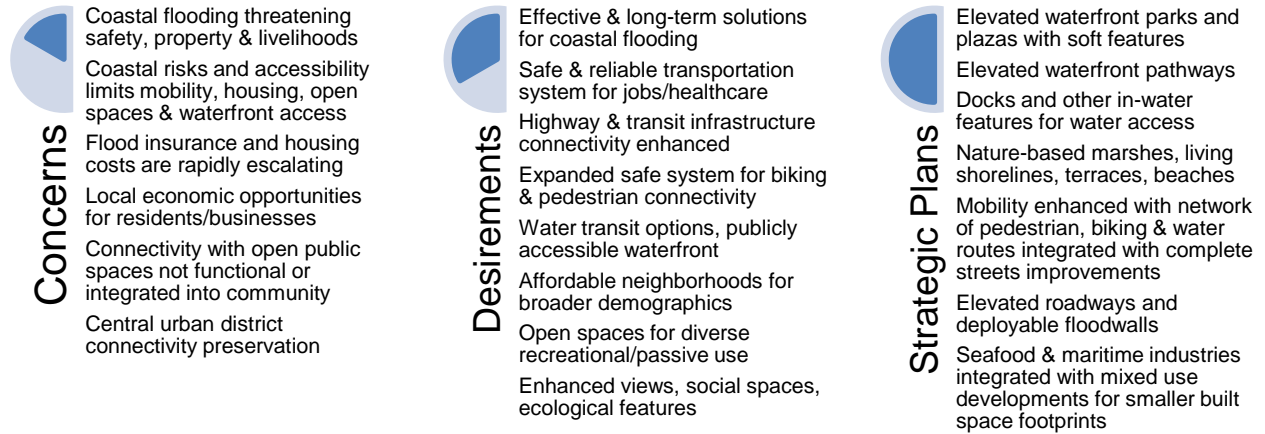 Concerns
Coastal flooding threatening
safety, property & livelihoods
Coastal risks and accessibility
limits mobility, housing, open
spaces & waterfront access
Flood insurance and housing
costs are rapidly escalating
Local economic opportunities
for residents/businesses
Connectivity with open public
spaces not functional or
integrated into community
Central urban district
connectivity preservation
Desirements
Effective & long-term solutions
for coastal flooding
Safe & reliable transportation
system for jobs/healthcare
Highway & transit infrastructure
connectivity enhanced
Expanded safe system for biking
& pedestrian connectivity
Water transit options, publicly
accessible waterfront
Affordable neighborhoods for
broader demographics
Open spaces for diverse
recreational/passive use
Enhanced views, social spaces,
ecological features
Strategic Plans
Elevated waterfront parks and
plazas with soft features
Elevated waterfront pathways
Docks and other in-water
features for water access
Nature-based marshes, living
shorelines, terraces, beaches
Mobility enhanced with network
of pedestrian, biking & water
routes integrated with complete
streets improvements
Elevated roadways and
deployable floodwalls
Seafood & maritime industries
integrated with mixed use
developments for smaller built
space footprints